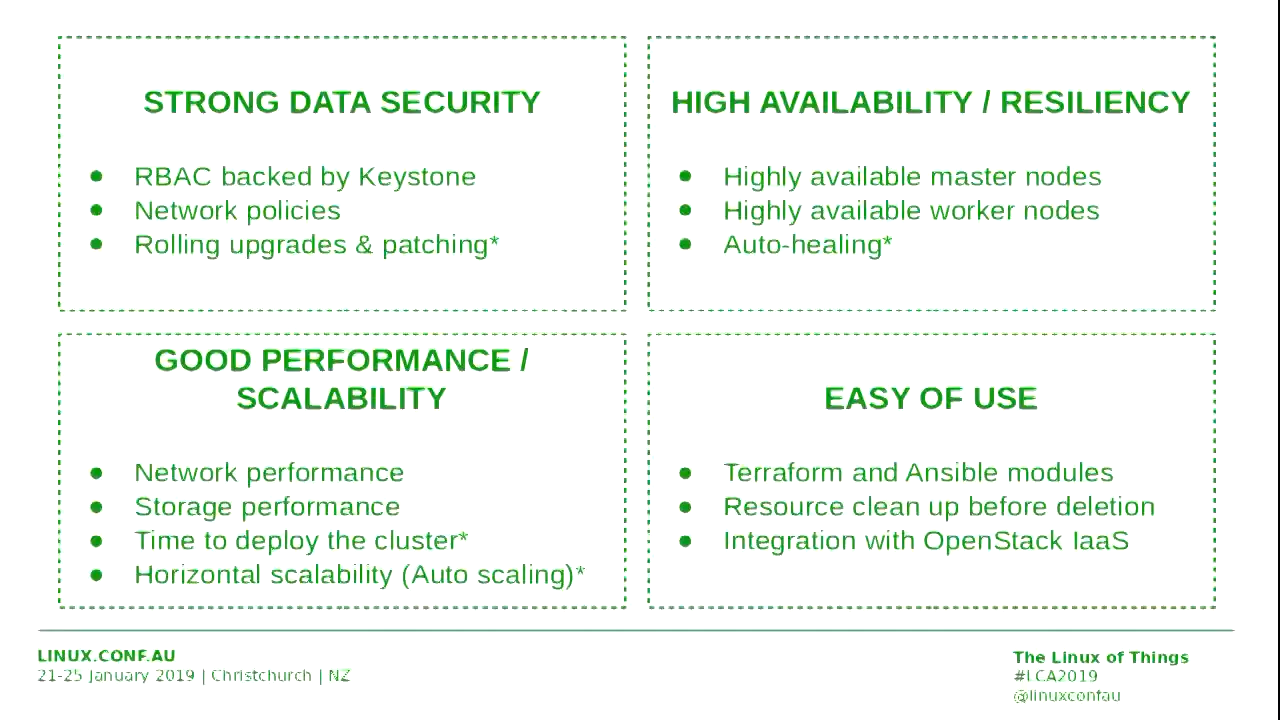 STRONG DATA SECURITY
● RBAC backed by Keystone
● Network policies
● Rolling upgrades & patching*
HIGH AVAILABILITY / RESILIENCY
● Highly available master nodes
● Highly available worker nodes
● Auto-healing*
GOOD PERFORMANCE /
SCALABILITY
● Network performance
● Storage performance
● Time to deploy the cluster*
● Horizontal scalability (Auto scaling)*
EASY OF USE
● Terraform and Ansible modules
● Resource clean up before deletion
● Integration with OpenStack IaaS
LINUX.CONF.AU
21-25 January 2019 | Christchurch | NZ
The Linux of Things
#LCA2019
@linuxconfau